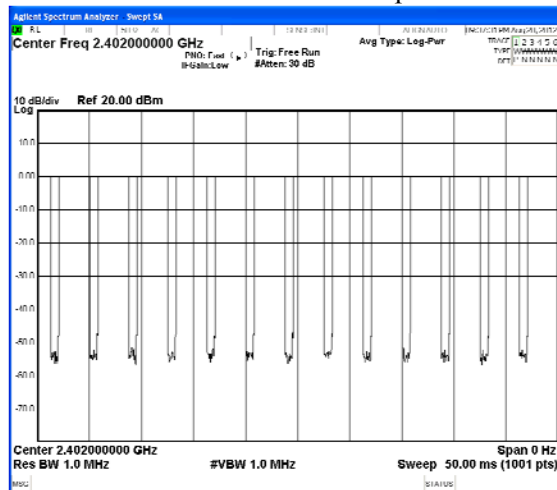 Agilent Spectrum Analyzer - Swept SA
RL
Center Freq 2.402000000 GHz
Avg Type: Log-Pwr
Trig: Free Run
IFGain:Low
#Atten: 30 dB
TRACE 1 2 3 4 5 6
TYPE
DET P N N N N N
10 dB/div Ref 20.00 dBm
Log
10.0
0.00
-10.0
-20.0
-30.0
-40.0
-50.0
-60.0
-70.0
Center 2.402000000 GHz
Span 0 Hz
Res BW 1.0 MHz
#VBW 1.0 MHz
Sweep 50.00 ms (1001 pts)
MSG
STATUS